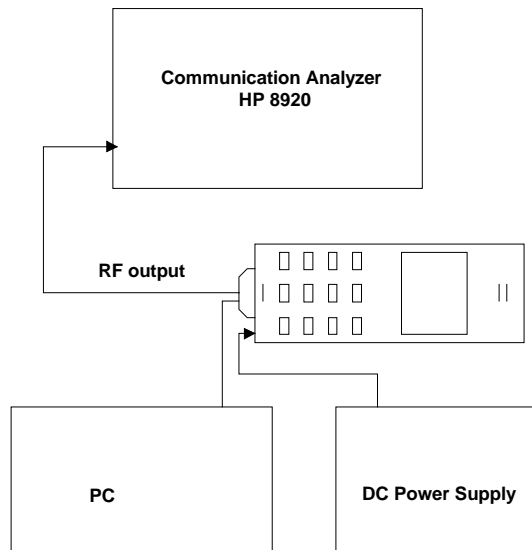 Communication Analyzer
HP 8920
RF output
PC
DC Power Supply